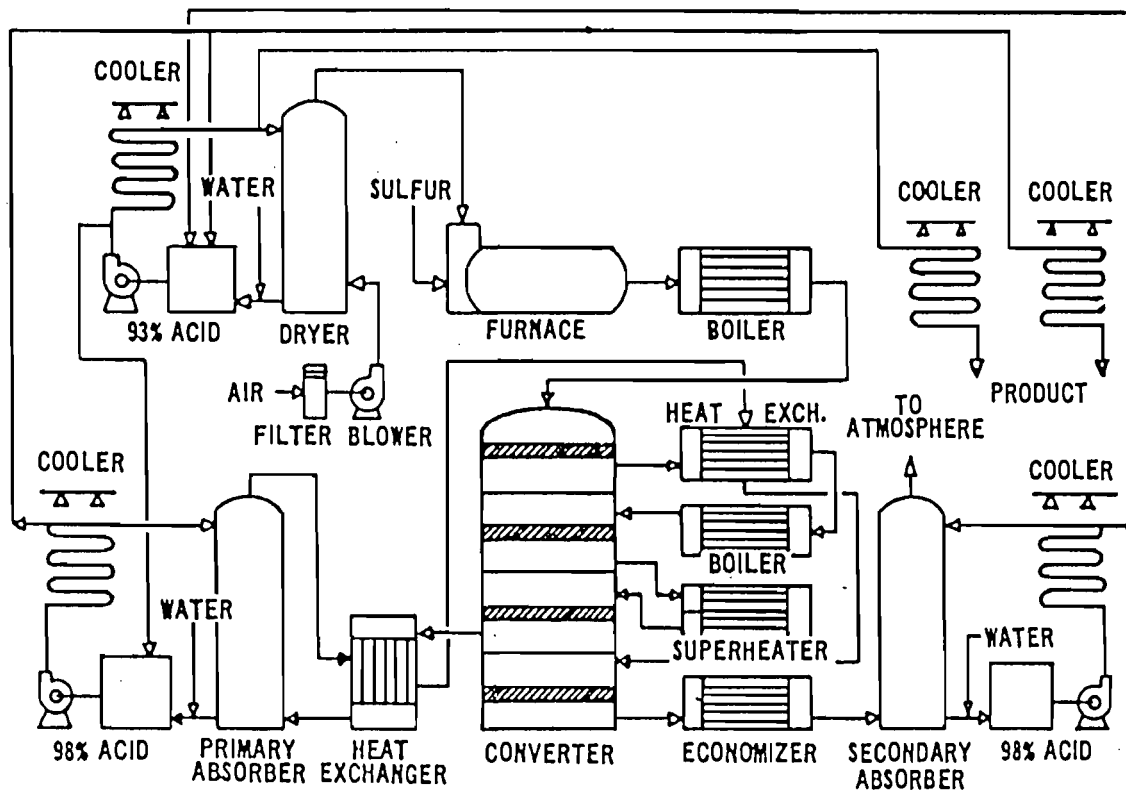 COOLER
WATER
SULFUR
COOLER
COOLER
93% ACID
DRYER
FURNACE
BOILER
AIR
FILTER BLOWER
PRODUCT
HEAT EXCH.
TO
ATMOSPHERE
COOLER
COOLER
BOILER
WATER
SUPERHEATER
WATER
98% ACID
PRIMARY
ABSORBER
HEAT
EXCHANGER
CONVERTER
ECONOMIZER
SECONDARY
ABSORBER
98% ACID